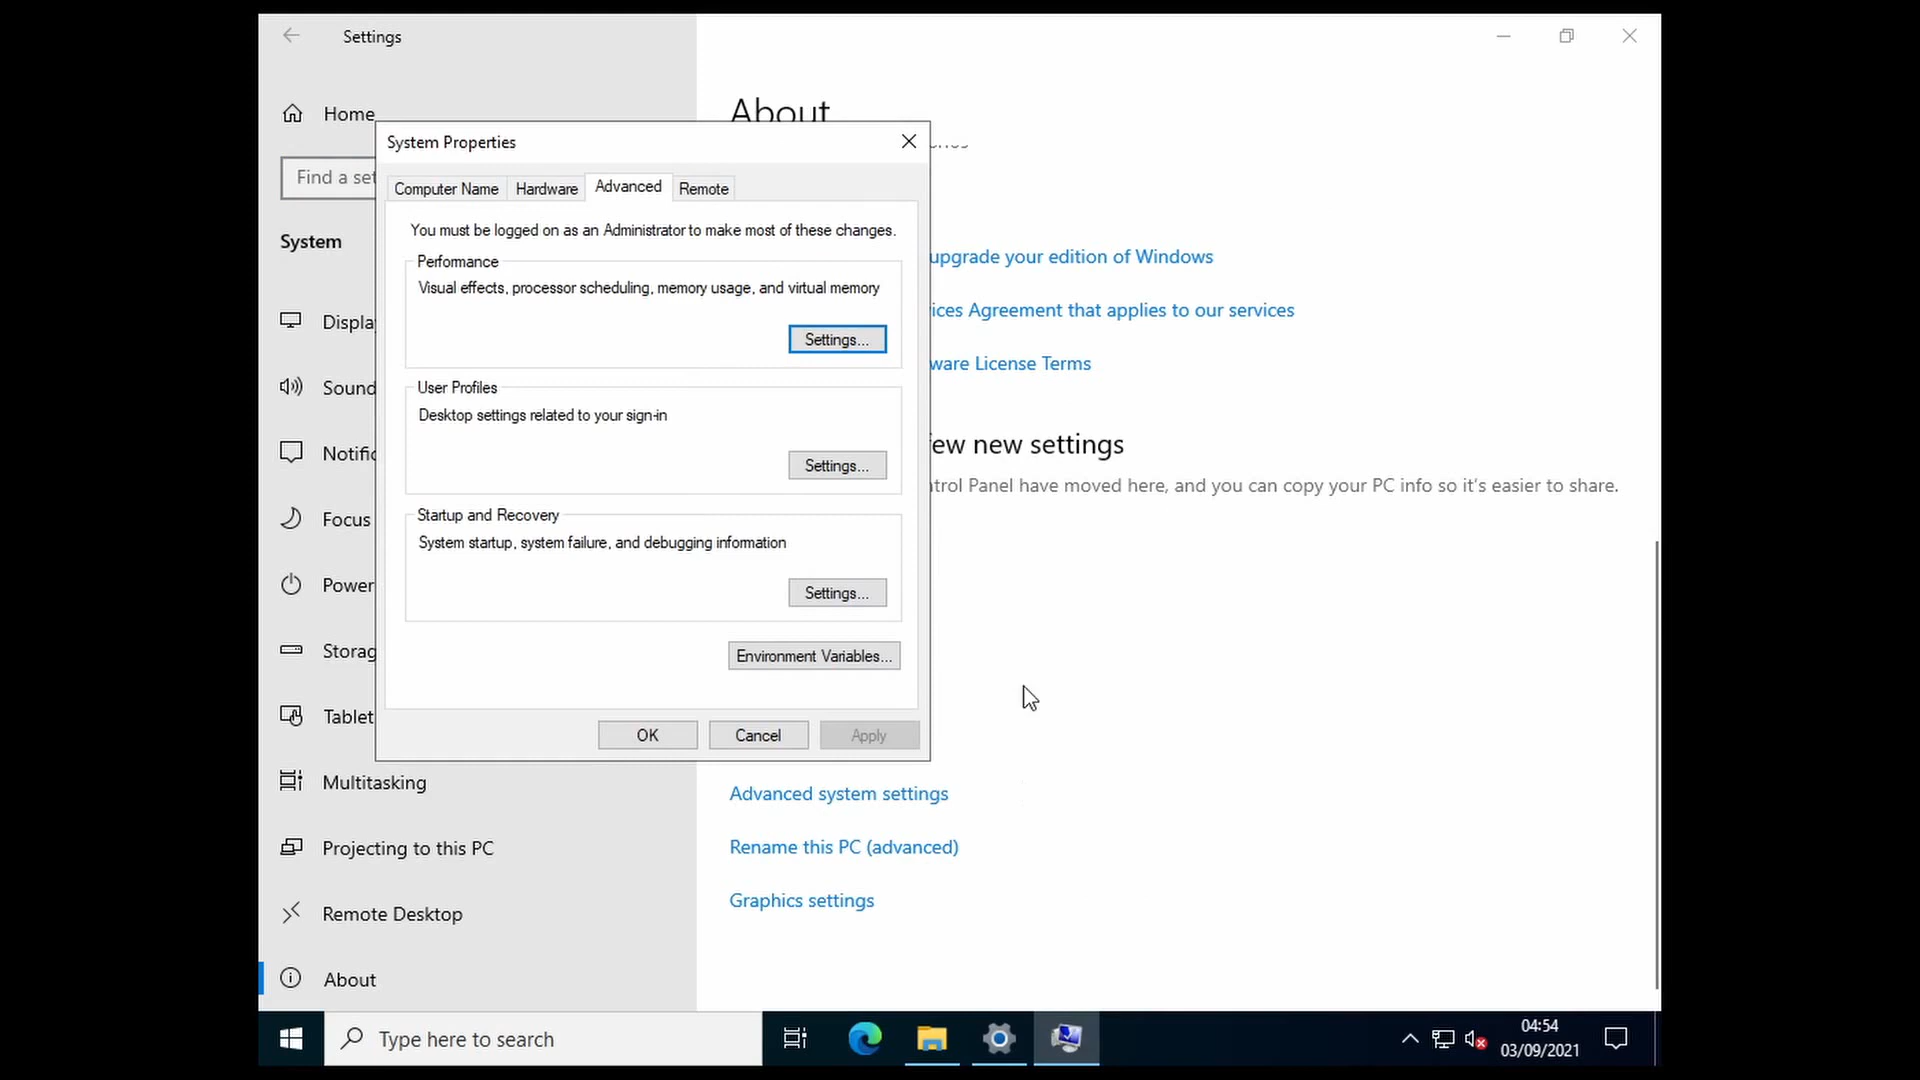 Settings
Home
About
System Properties
Computer Name
Hardware
Advanced
Remote
Find a set
You must be logged on as an Administrator to make most of these changes.
System
Performance
Visual effects, processor scheduling, memory usage, and virtual memory
upgrade your edition of Windows
ices Agreement that applies to our services
Display
Settings...
ware License Terms
User Profiles
Sound
Desktop settings related to your sign-in
few new settings
Notific
Settings...
ntrol Panel have moved here, and you can copy your PC info so it's easier to share.
Startup and Recovery
Focus
System startup, system failure, and debugging information
Power
Settings...
Storag
Environment Variables...
Tablet
OK
Cancel
Apply
Multitasking
Advanced system settings
Projecting to this PC
Rename this PC (advanced)
Graphics settings
Remote Desktop
About
Type here to search
04:54
03/09/2021